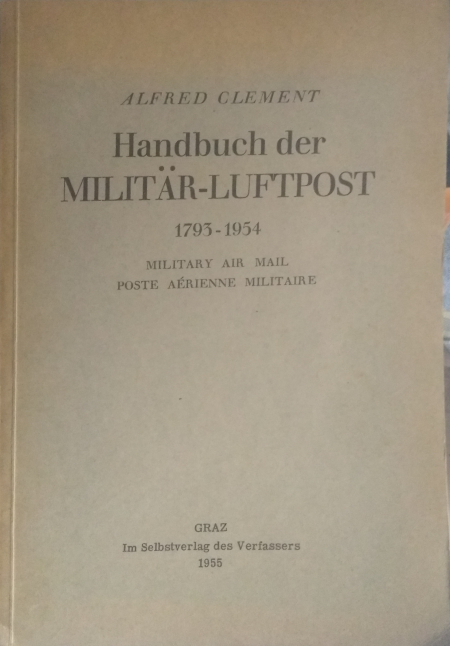 ALFRED CLEMENT
Handbuch der
MILITÄR-LUFTPOST
1793-1954
MILITARY AIR MAIL
POSTE AÉRIENNE MILITAIRE
GRAZ
Im Selbstverlag des Verfassers
1955